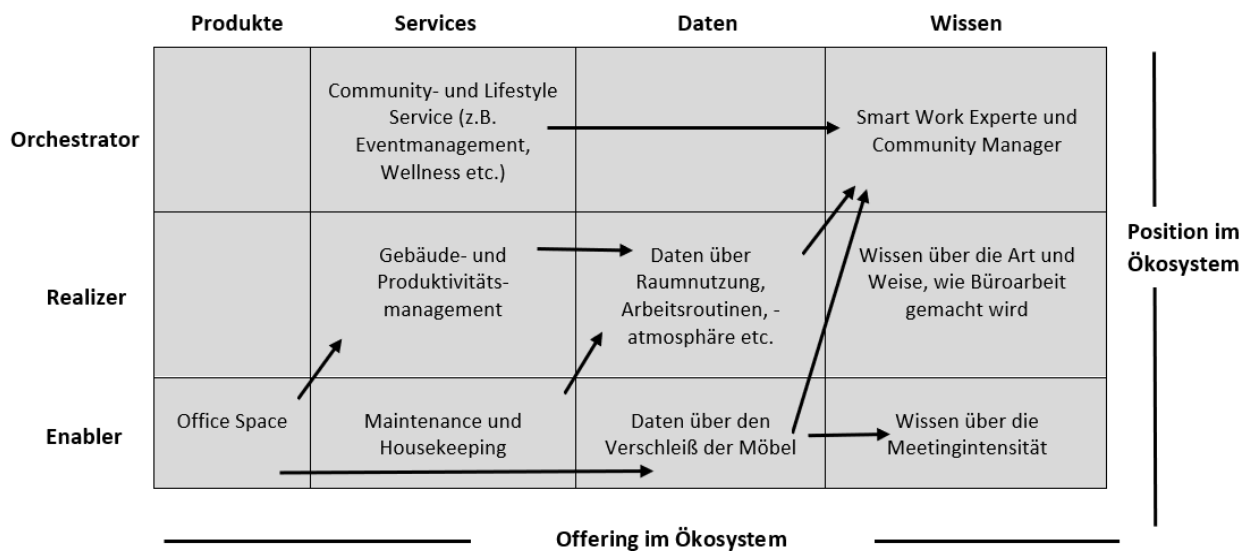 Produkte
Services
Daten
Wissen
Orchestrator
Community- und Lifestyle
Service (z.B.
Eventmanagement,
Wellness etc.)
Smart Work Experte und
Community Manager
Realizer
Gebäude- und
Produktivitäts-
management
Daten über
Raumnutzung,
Arbeitsroutinen, -
atmosphäre etc.
Wissen über die Art und
Weise, wie Büroarbeit
gemacht wird
Position im
Ökosystem
Enabler
Office Space
Maintenance und
Housekeeping
Daten über den
Verschleiß der Möbel
Wissen über die
Meetingintensität
Offering im Ökosystem